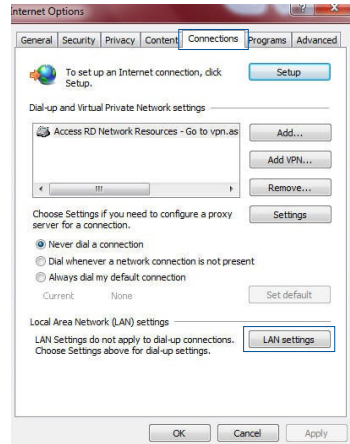 nternet Options
General Security Privacy Content Connections Programs Advanced
To set up an Internet connection, click Setup.
Setup
Dial-up and Virtual Private Network settings
Access RD Network Resources - Go to vpn.as
Add...
Add VPN...
Remove...
Choose Settings if you need to configure a proxy server for a connection.
Settings
Never dial a connection
Dial whenever a network connection is not present
Always dial my default connection
Current None
Set default
Local Area Network (LAN) settings
LAN Settings do not apply to dial-up connections.
Choose Settings above for dial-up settings.
LAN settings
OK Cancel Apply